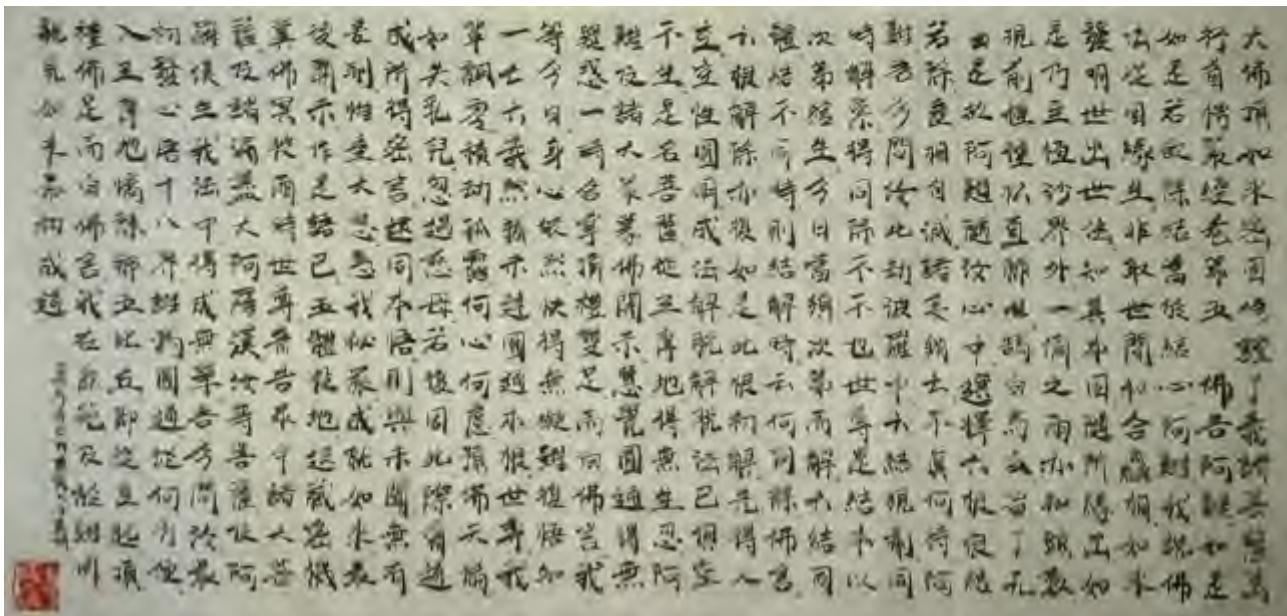 大佛頂如来密因修證了義諸菩薩萬
行首楞嚴經卷第五 佛告阿難如是
如是若欲除結當於結心阿難我說佛
法從因緣生非取世間和合麤相如来
發明世出世法知其本因隨所緣出如
是乃至恒沙界外一滴之雨亦知頭數
現前種種松直棘曲鵠白烏玄皆了元
由是故阿難隨汝心中選擇六根根結
若除塵相自滅諸妄銷亡不真何待阿
難吾今問汝此劫波羅巾六結現前同
時解縈得同除不不也世尊是結本以
次第綰生今日當須次第而解六結同
體結不同時則結解時云何同除佛言
六根解除亦復如是此根初解先得人
空空性圓明成法解脫解脫法已俱空
不生是名菩薩從三摩地得無生忍阿
難及諸大眾蒙佛開示慧覺圓通得無
疑惑一時合掌頂禮雙足而白佛言我
等今日身心皎然快得無礙雖復悟知
一六亡義然猶未達圓通本根世尊我
輩飄零積劫孤露何心何慮預佛天倫
如失乳兒忽遇慈母若復因此際會道
成所得密言還同本悟則與未聞無有
差別惟垂大悲惠我秘嚴成就如来最
後開示作是語已五體投地退藏密機
冀佛冥授爾時世尊普告眾中諸大菩
薩及諸漏盡大阿羅漢汝等菩薩及阿
羅漢生我法中得成無學吾今問汝最
初發心悟十八界誰為圓通從何方便
入三摩地憍陳那五比丘即從座起頂
禮佛足而白佛言我在鹿苑及於雞
觀見如来最初成道